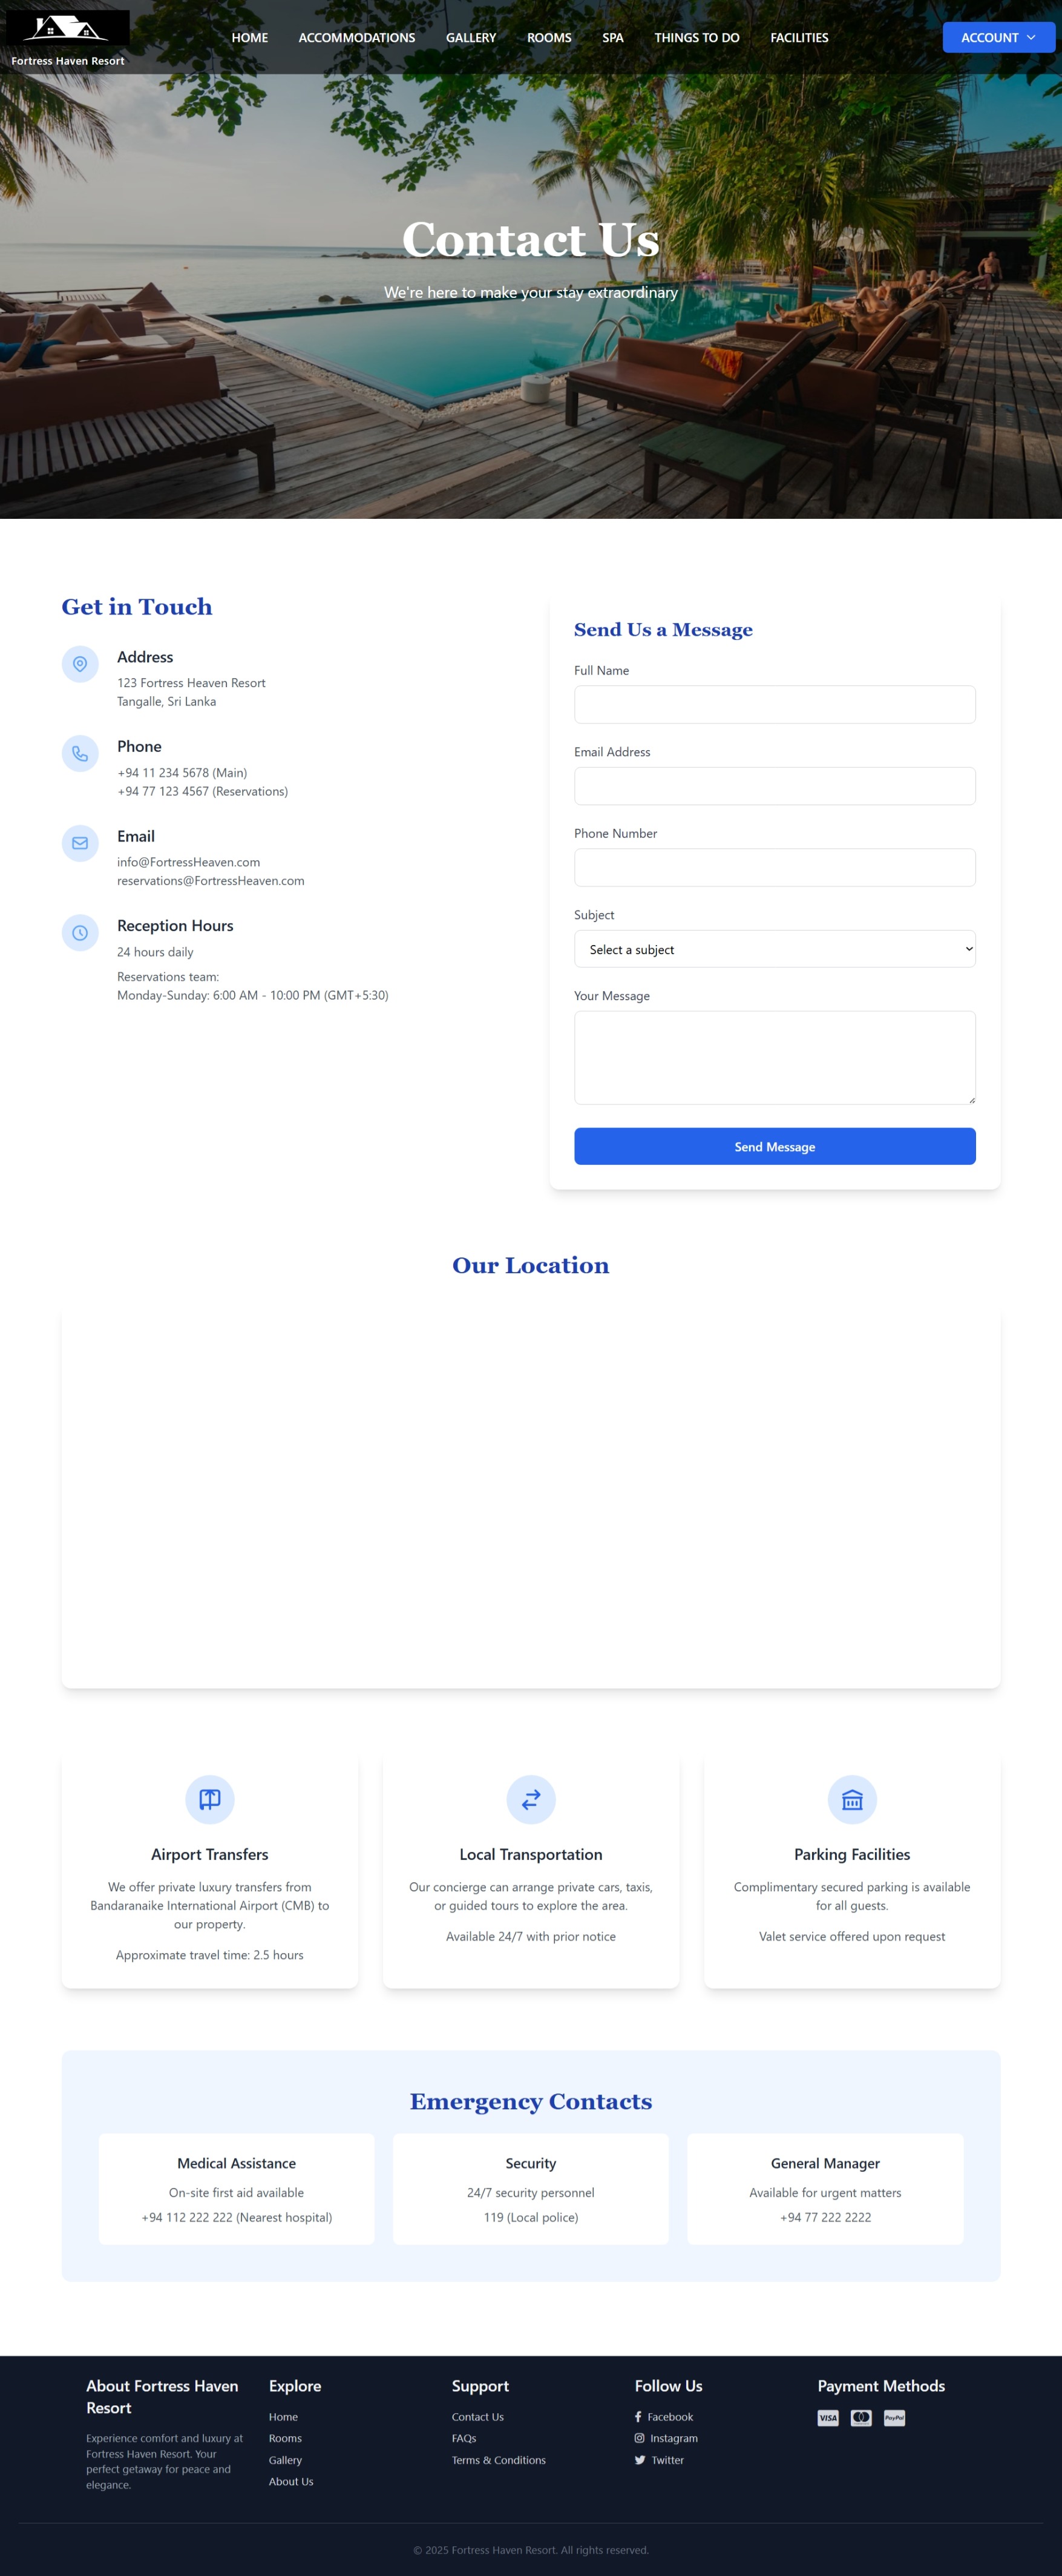 Fortress Haven Resort
HOME
ACCOMMODATIONS
GALLERY
ROOMS
SPA
THINGS TO DO
FACILITIES
ACCOUNT
Contact Us
We're here to make your stay extraordinary
Get in Touch
Address
123 Fortress Heaven Resort
Tangalle, Sri Lanka
Phone
+94 11 234 5678 (Main)
+94 77 123 4567 (Reservations)
Email
info@FortressHeaven.com
reservations@FortressHeaven.com
Reception Hours
24 hours daily
Reservations team:
Monday-Sunday: 6:00 AM - 10:00 PM (GMT+5:30)
Send Us a Message
Full Name
Email Address
Phone Number
Subject
Select a subject
Your Message
Send Message
Our Location
Airport Transfers
We offer private luxury transfers from
Bandaranaike International Airport (CMB) to
our property.
Approximate travel time: 2.5 hours
Local Transportation
Our concierge can arrange private cars, taxis,
or guided tours to explore the area.
Available 24/7 with prior notice
Parking Facilities
Complimentary secured parking is available
for all guests.
Valet service offered upon request
Emergency Contacts
Medical Assistance
On-site first aid available
+94 112 222 222 (Nearest hospital)
Security
24/7 security personnel
119 (Local police)
General Manager
Available for urgent matters
+94 77 222 2222
About Fortress Haven
Resort
Experience comfort and luxury at
Fortress Haven Resort. Your
perfect getaway for peace and
elegance.
Explore
Home
Rooms
Gallery
About Us
Support
Contact Us
FAQs
Terms & Conditions
Follow Us
Facebook
Instagram
Twitter
Payment Methods
VISA
PayPal
© 2025 Fortress Haven Resort. All rights reserved.